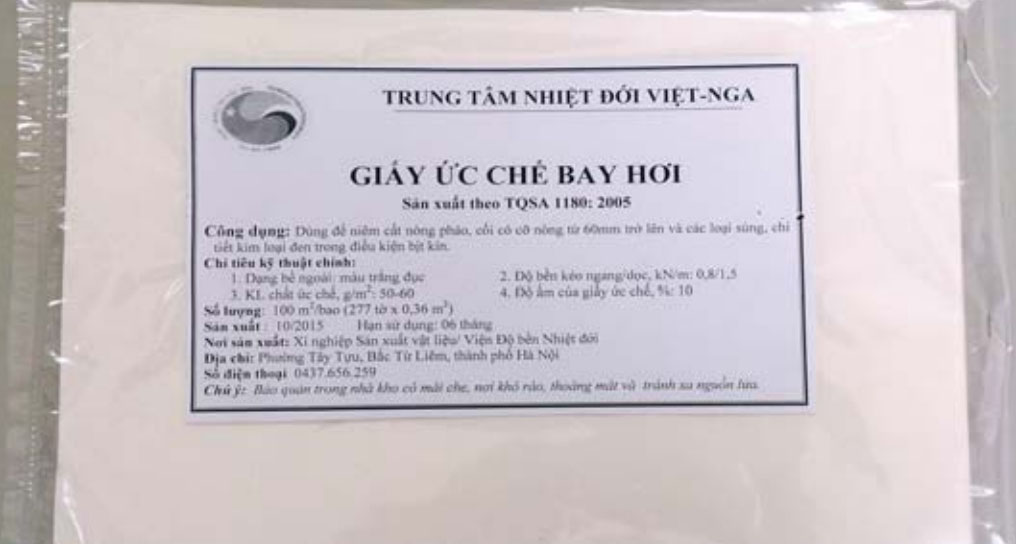 TRUNG TÂM NHIỆT ĐỚI VIỆT-NGA
GIẤY ỨC CHẾ BAY HƠI
Sản xuất theo TQSA 1180: 2005
Công dụng: Dùng để niêm cất nòng pháo, cối có cỡ nòng từ 60mm trở lên và các loại súng, chi
tiết kim loại đen trong điều kiện bịt kín.
Chỉ tiêu kỹ thuật chính:
1. Dạng bề ngoài: màu trắng đục 2. Độ bền kéo ngang/dọc, kN/m: 0,8/1,5
3. KL chất ức chế, g/m²: 50-60 4. Độ ẩm của giấy ức chế, %: 10
Số lượng: 100 m²/bao (277 tờ x 0,36 m²)
Sản xuất : 10/2015 Hạn sử dụng: 06 tháng
Nơi sản xuất: Xí nghiệp Sản xuất vật liệu/ Viện Độ bền Nhiệt đới
Địa chỉ: Phường Tây Tựu, Bắc Từ Liêm, thành phố Hà Nội
Số điện thoại 0437.656.259
Chú ý: Bảo quản trong nhà kho có mái che, nơi khô ráo, thoáng mát và tránh xa nguồn lửa.